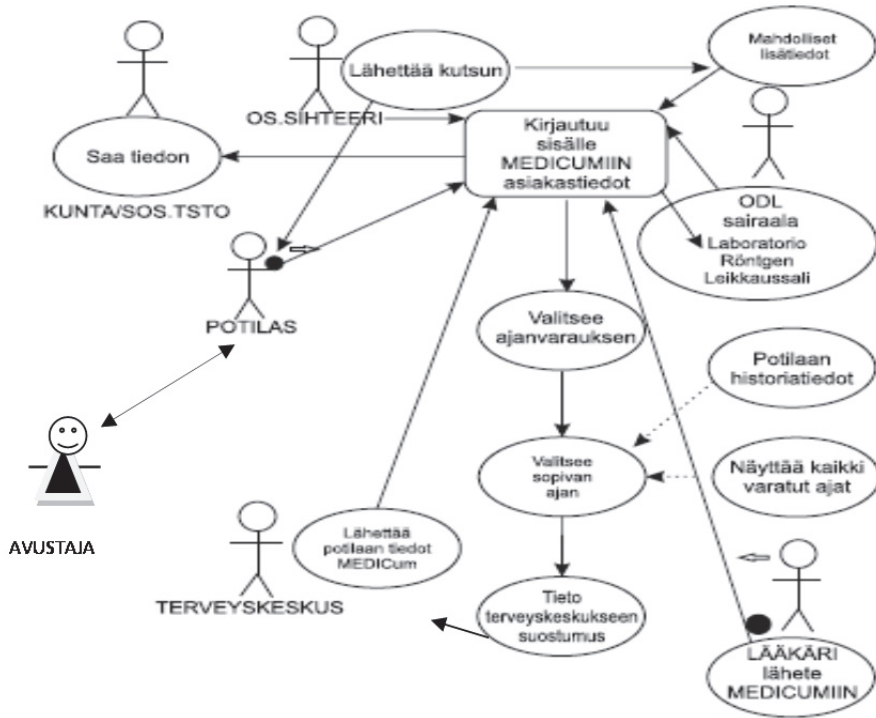 Mahdolliset
lisätiedot
Lähettää kutsun
OS.SIHTEERI
Kirjautuu
sisälle
MEDICUMIIN
asiakastiedot
Saa tiedon
KUNTA/SOS.TSTO
ODL
sairaala
Laboratorio
Röntgen
Leikkaussali
POTILAS
Valitsee
ajanvarauksen
Potilaan
historiatiedot
Valitsee
sopivan
ajan
Näyttää kaikki
varatut ajat
AVUSTAJA
Lähettää
potilaan tiedot
MEDICum
TERVEYSKESKUS
Tieto
terveyskukseen
suostumus
LÄÄKÄRI
lähete
MEDICUMIIN